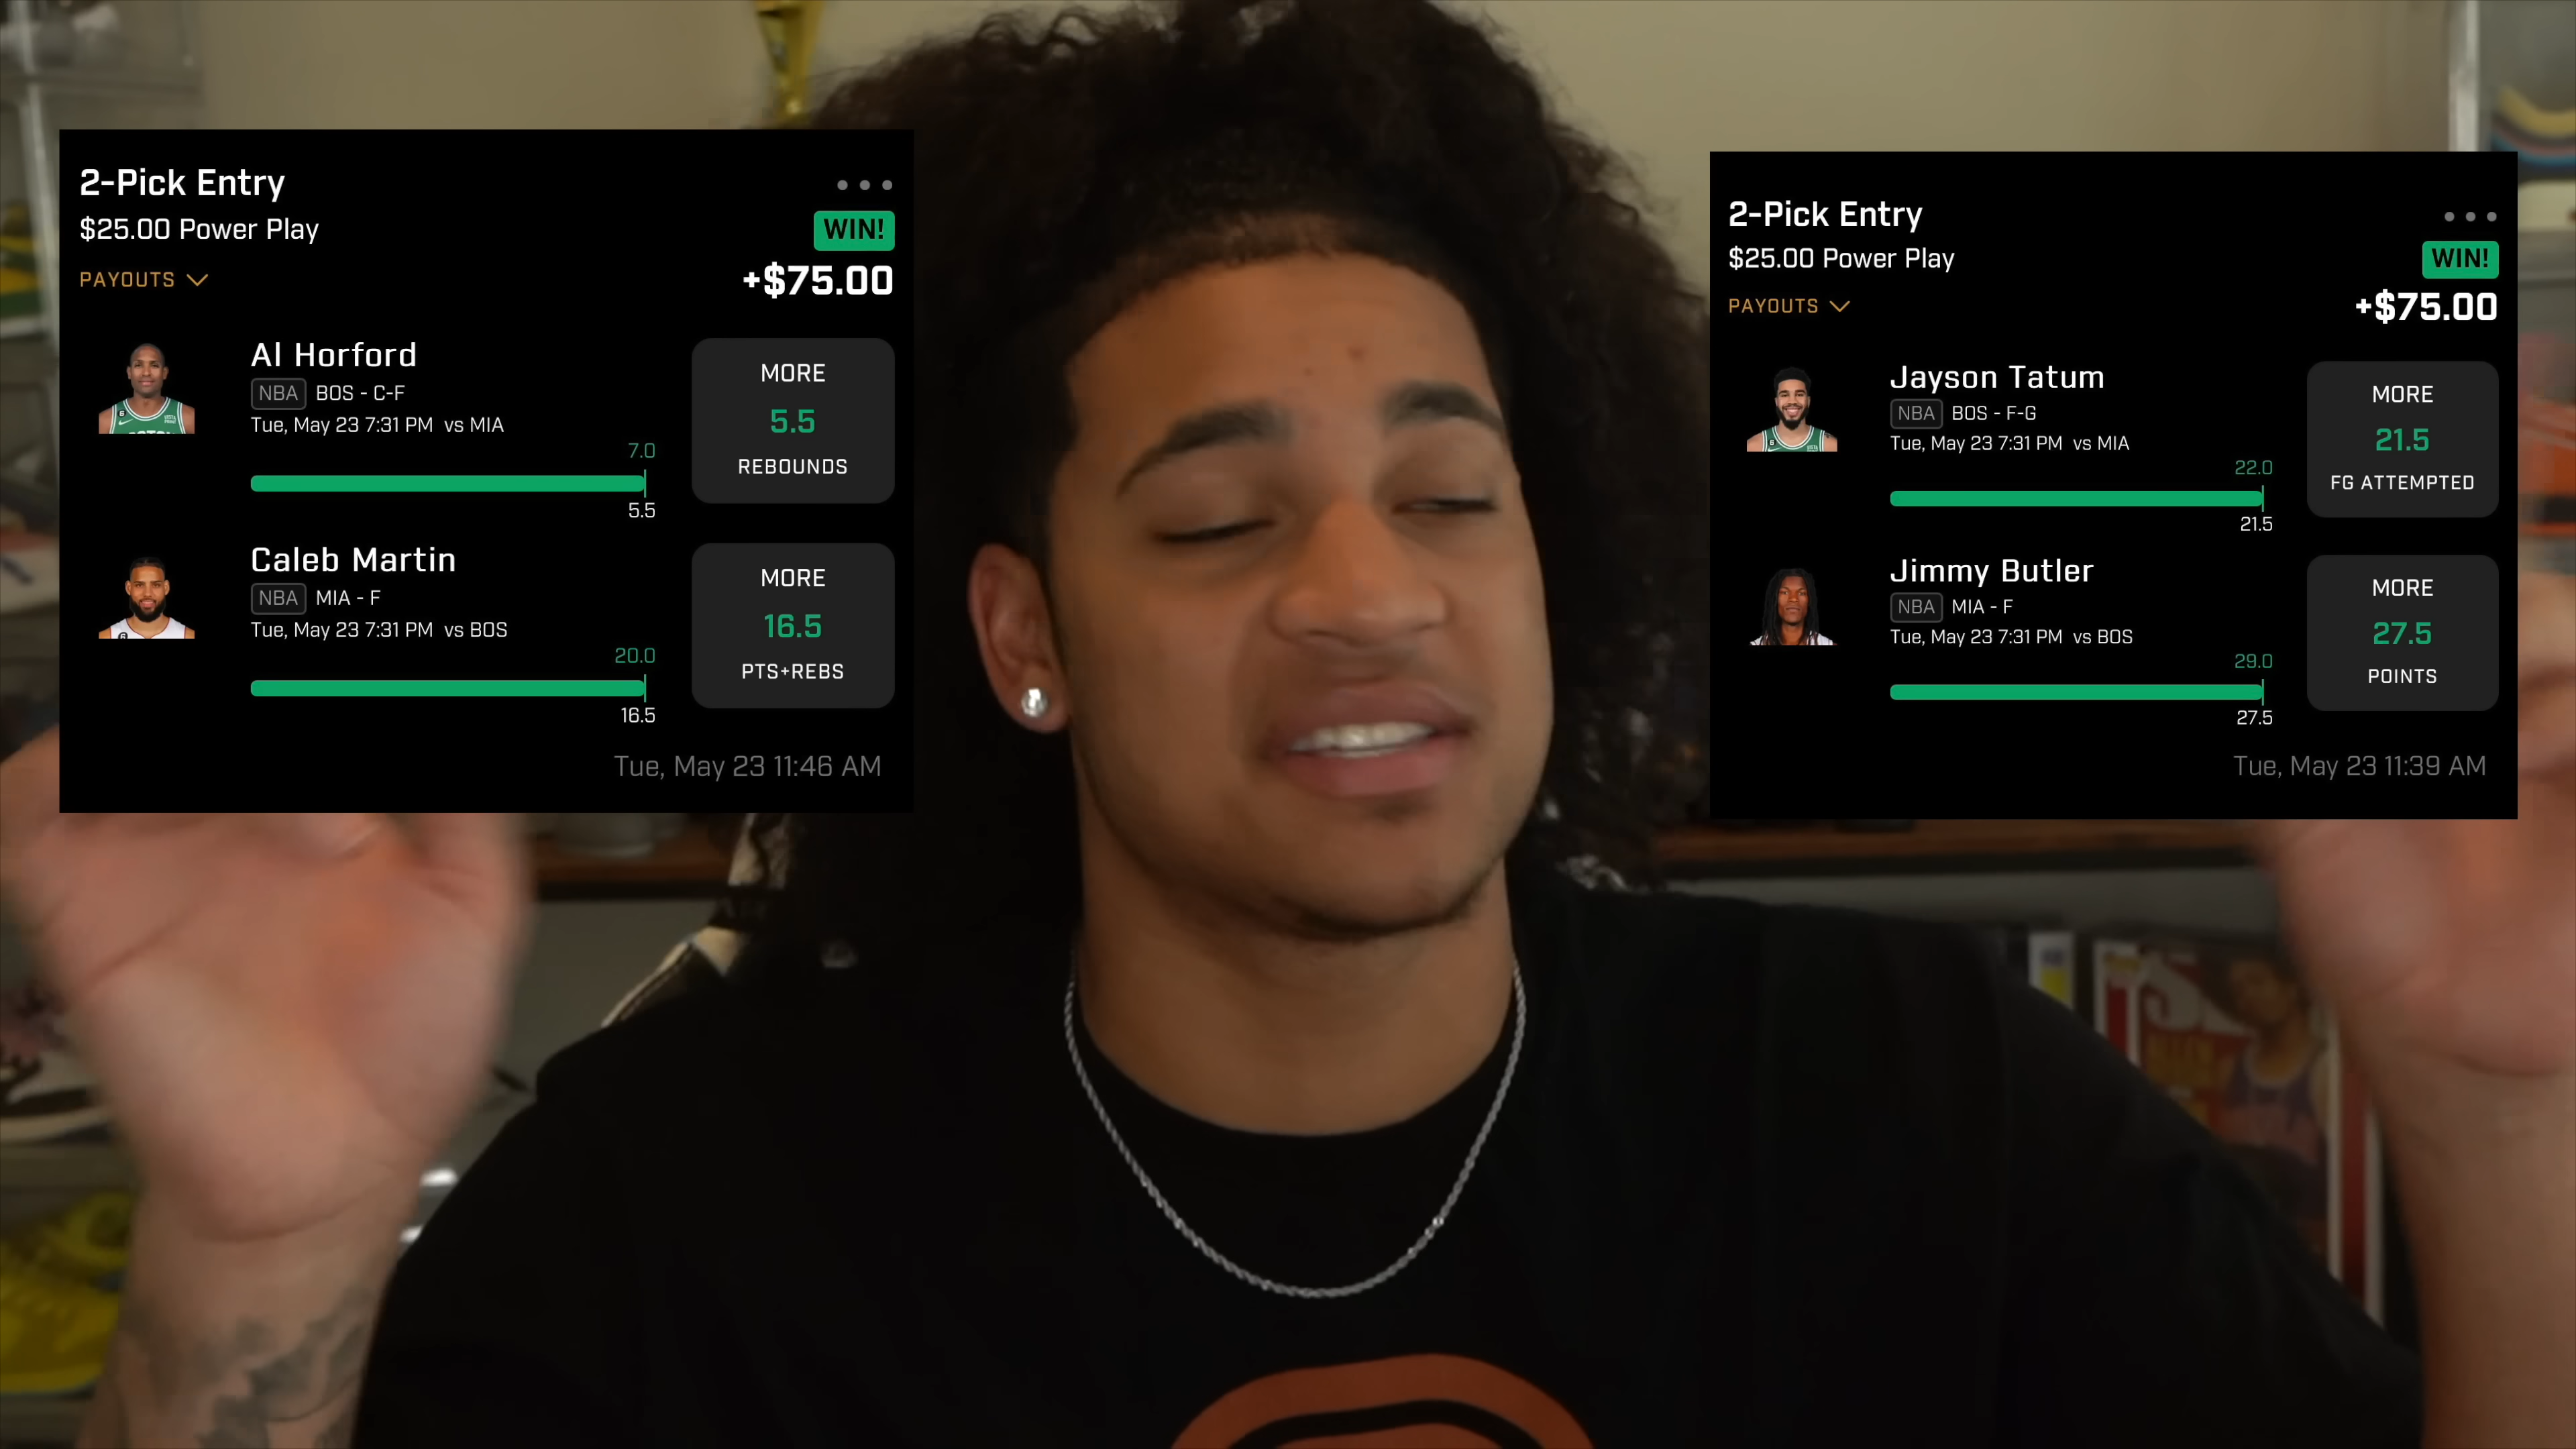 2-Pick Entry
$25.00 Power Play
WIN!
PAYOUTS
+$75.00
Al Horford
NBA BOS - C-F
Tue, May 23 7:31 PM vs MIA
7.0
5.5
MORE
5.5
REBOUNDS
Caleb Martin
NBA MIA - F
Tue, May 23 7:31 PM vs BOS
20.0
16.5
MORE
16.5
PTS+REBS
Tue, May 23 11:46 AM
2-Pick Entry
$25.00 Power Play
WIN!
PAYOUTS
+$75.00
Jayson Tatum
NBA BOS - F-G
Tue, May 23 7:31 PM vs MIA
22.0
21.5
MORE
21.5
FG ATTEMPTED
Jimmy Butler
NBA MIA - F
Tue, May 23 7:31 PM vs BOS
29.0
27.5
MORE
27.5
POINTS
Tue, May 23 11:39 AM